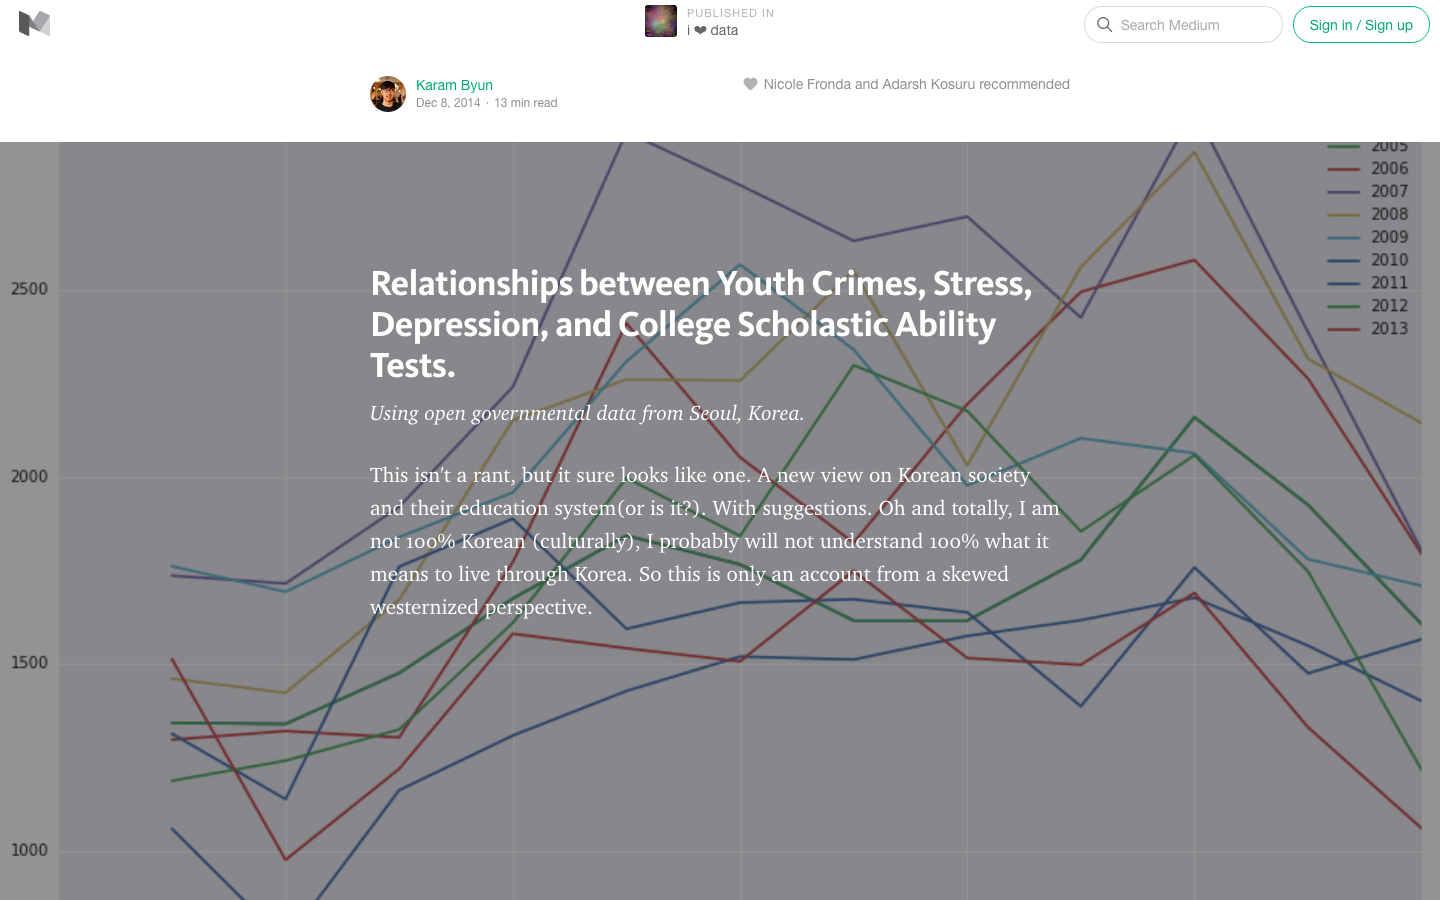 PUBLISHED IN
i ❤ data
Search Medium
Sign in / Sign up
Karam Byun
Dec 8, 2014 · 13 min read
Nicole Fronda and Adarsh Kosuru recommended
2005
2006
2007
2008
2009
2010
2011
2012
2013
2500
2000
1500
1000
Relationships between Youth Crimes, Stress,
Depression, and College Scholastic Ability
Tests.
Using open governmental data from Seoul, Korea.
This isn't a rant, but it sure looks like one. A new view on Korean society
and their education system(or is it?). With suggestions. Oh and totally, I am
not 100% Korean (culturally), I probably will not understand 100% what it
means to live through Korea. So this is only an account from a skewed
westernized perspective.